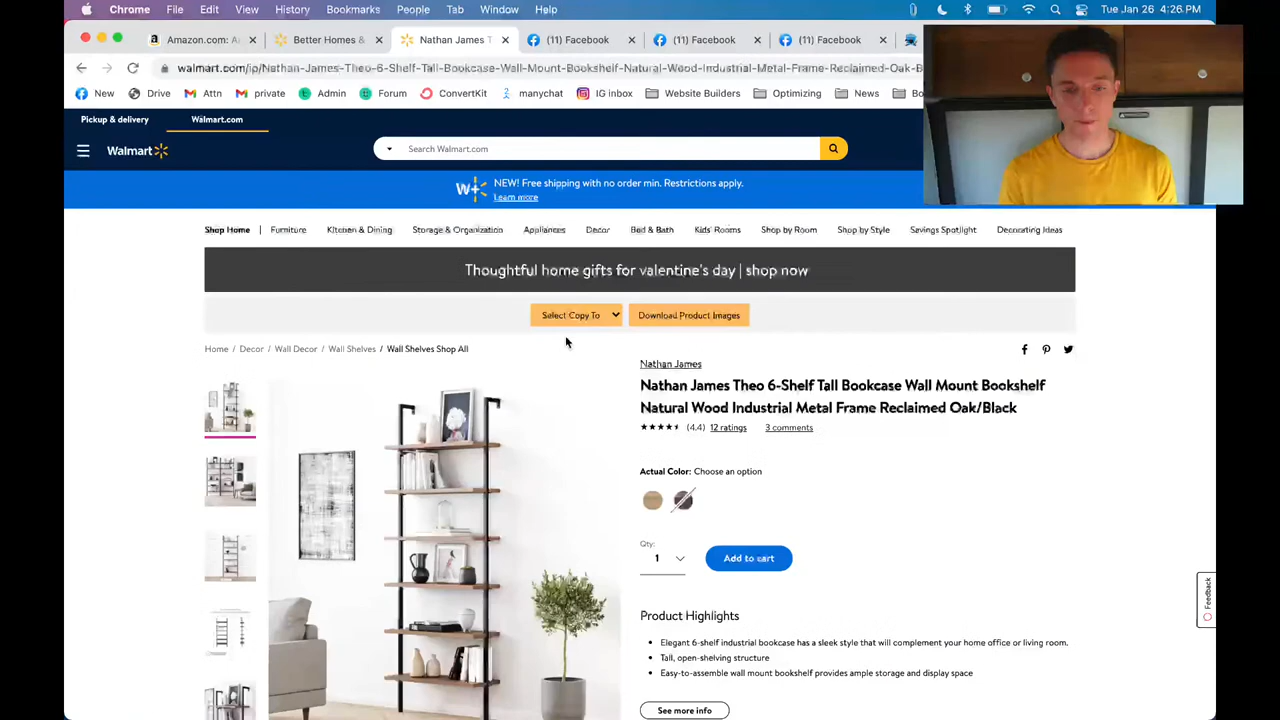 Chrome File Edit View History Bookmarks People Tab Window Help Tue Jan 26 4:26 PM
Amazon.com: Au
Better Homes &
Nathan James T
(11) Facebook
(11) Facebook
(11) Facebook
walmart.com/ip/Nathan-James-Theo-6-Shelf-Tall-Bookcase-Wall-Mount-Bookshelf-Natural-Wood-Industrial-Metal-Frame-Reclaimed-Oak-B
New Drive Attn private Admin Forum ConvertKit manychat IG inbox Website Builders Optimizing News
Pickup & delivery Walmart.com
Walmart
Search Walmart.com
W+ NEW! Free shipping with no order min. Restrictions apply.
Learn more
Shop Home | Furniture Kitchen & Dining Storage & Organization Appliances Decor Bed & Bath Kids' Rooms Shop by Room Shop by Style Savings Spotlight Decorating Ideas
Thoughtful home gifts for valentine's day | shop now
Select Copy To Download Product Images
Home / Decor / Wall Decor / Wall Shelves / Wall Shelves Shop All
Nathan James
Nathan James Theo 6-Shelf Tall Bookcase Wall Mount Bookshelf
Natural Wood Industrial Metal Frame Reclaimed Oak/Black
(4.4) 12 ratings 3 comments
Actual Color: Choose an option
Qty:
1 Add to cart
Feedback
Product Highlights
• Elegant 6-shelf industrial bookcase has a sleek style that will complement your home office or living room.
• Tall, open-shelving structure
• Easy-to-assemble wall mount bookshelf provides ample storage and display space
See more info